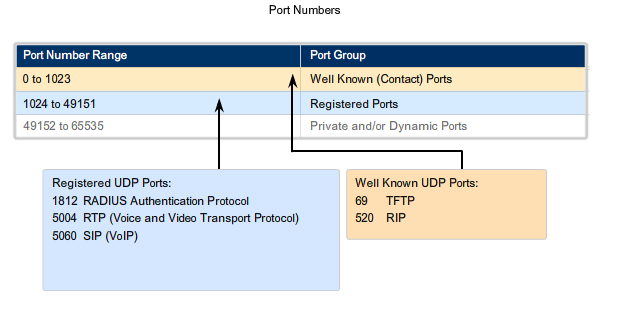 Port Numbers
Port Number Range Port Group
0 to 1023 Well Known (Contact) Ports
1024 to 49151 Registered Ports
49152 to 65535 Private and/or Dynamic Ports
Registered UDP Ports:
1812 RADIUS Authentication Protocol
5004 RTP (Voice and Video Transport Protocol)
5060 SIP (VoIP)
Well Known UDP Ports:
69 TFTP
520 RIP